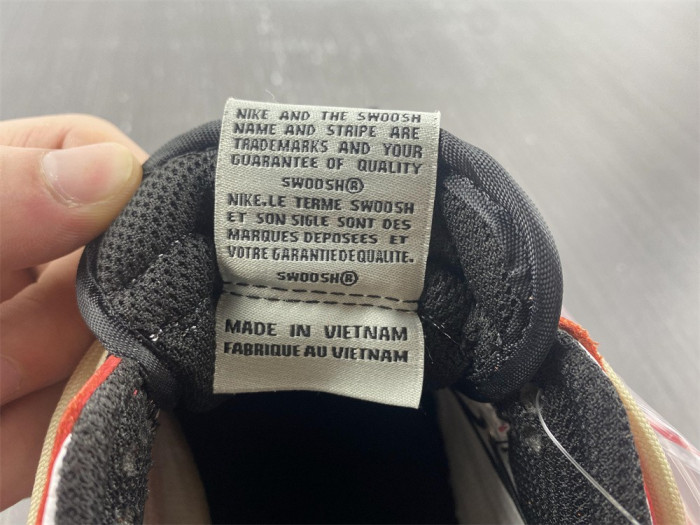 NIKE AND THE SWOOSH
NAME AND STRIPE ARE
TRADEMARKS AND YOUR
GUARANTEE OF QUALITY
SWOOSH®
NIKE.LE TERME SWOOSH
ET SON SIGLE SONT DES
MARQUES DEPOSEES ET
VOTRE GARANTIE DE QUALITE.
SWOOSH®
MADE IN VIETNAM
FABRIQUE AU VIETNAM